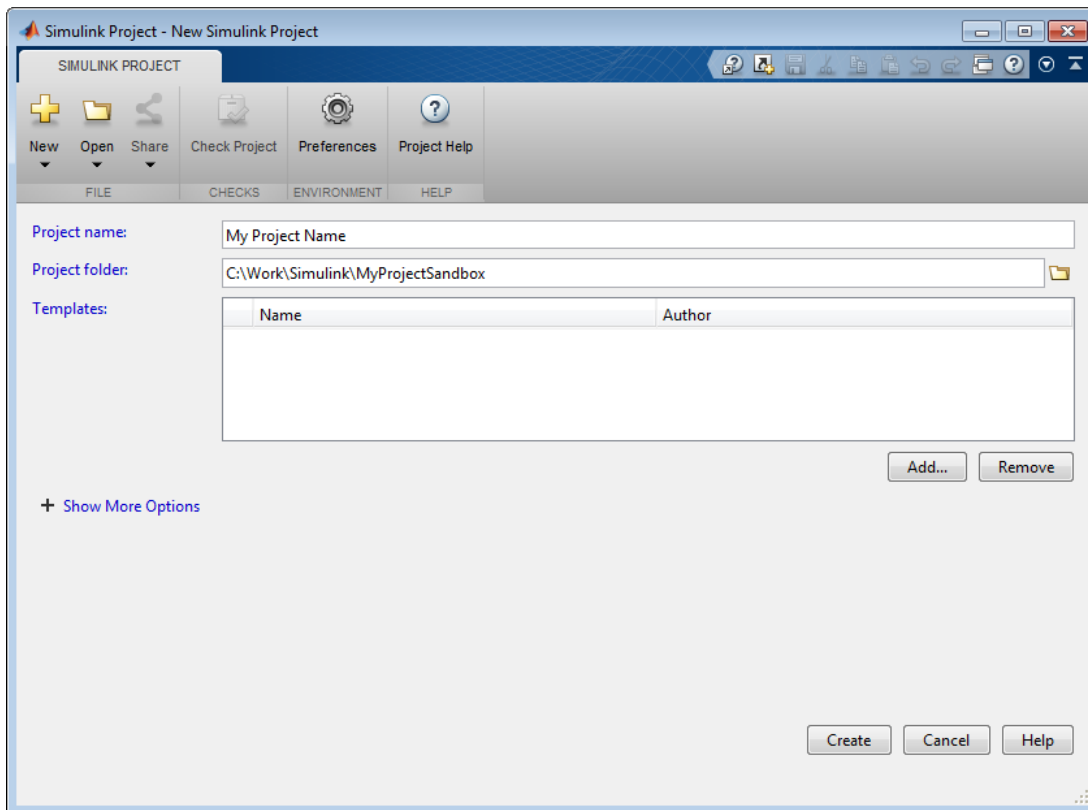 Simulink Project - New Simulink Project
SIMULINK PROJECT
New Open Share Check Project Preferences Project Help
FILE CHECKS ENVIRONMENT HELP
Project name: My Project Name
Project folder: C:\Work\Simulink\MyProjectSandbox
Templates: Name Author
Add... Remove
+ Show More Options
Create Cancel Help